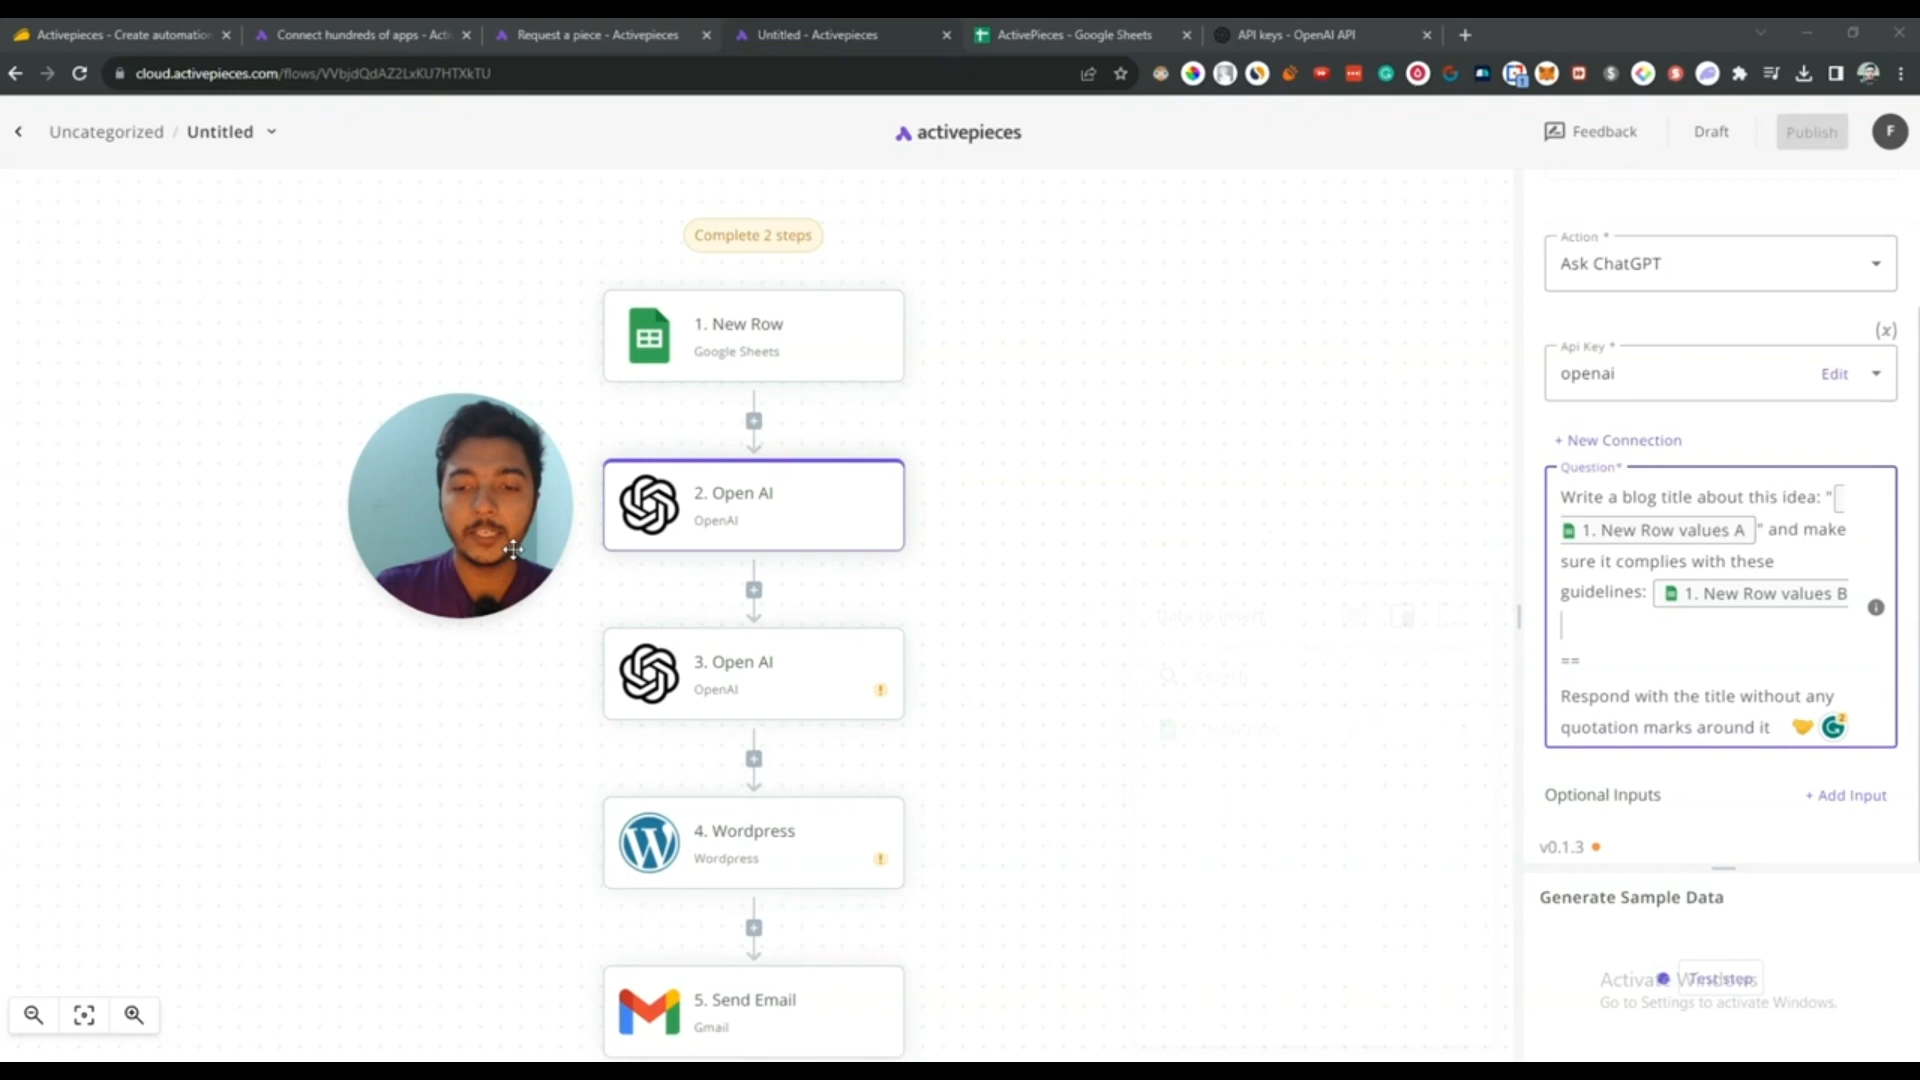 Activepieces - Create automation
Connect hundreds of apps - Acti
Request a piece - Activepieces
Untitled - Activepieces
ActivePieces - Google Sheets
API keys - OpenAI API
cloud.activepieces.com/flows/VVbjdQdAZ2LxKU7HTXkTU
Uncategorized / Untitled
activepieces
Feedback
Draft
Publish
F
Complete 2 steps
1. New Row
Google Sheets
2. Open AI
OpenAI
3. Open AI
OpenAI
4. Wordpress
Wordpress
5. Send Email
Gmail
Action *
Ask ChatGPT
(x)
Api Key *
openai
Edit
+ New Connection
Question*
Write a blog title about this idea: "
1. New Row values A " and make
sure it complies with these
guidelines: 1. New Row values B
==
Respond with the title without any
quotation marks around it
Optional Inputs
+ Add Input
v0.1.3
Generate Sample Data
Test step
Activate Windows
Go to Settings to activate Windows.